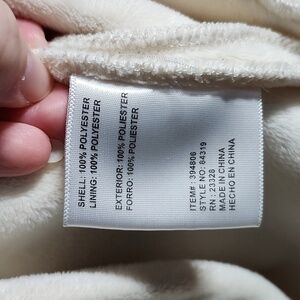 SHELL: 100% POLYESTER
LINING: 100% POLYESTER
EXTERIOR: 100% POLIESTER
FORRO: 100% POLIESTER
ITEM#: 394806
STYLE NO: 84319
RN: 23328
MADE IN CHINA
HECHO EN CHINA